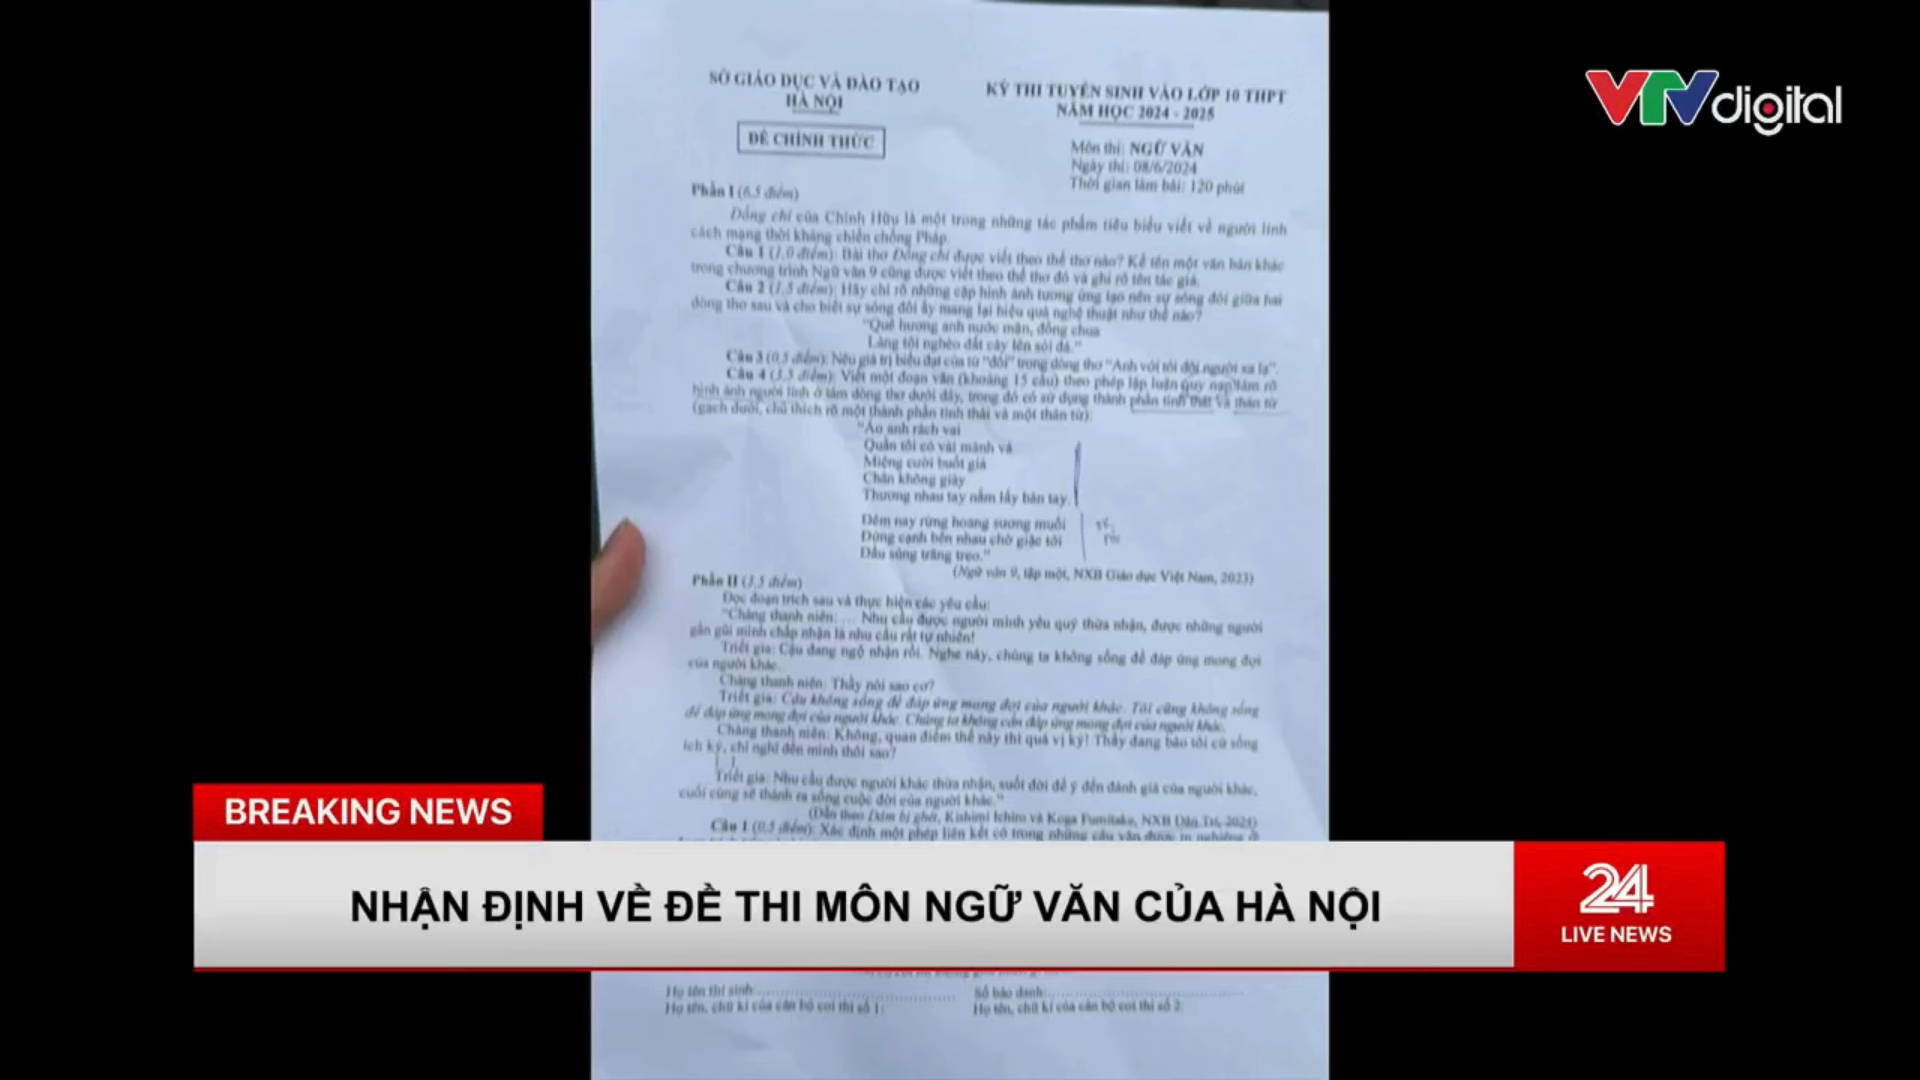 VTV digital
SỞ GIÁO DỤC VÀ ĐÀO TẠO
HÀ NỘI
ĐỀ CHÍNH THỨC
KỲ THI TUYỂN SINH VÀO LỚP 10 THPT
NĂM HỌC 2024 - 2025
Môn thi: NGỮ VĂN
Ngày thi: 08/6/2024
Thời gian làm bài: 120 phút
Phần I (6,5 điểm)
Đồng chí của Chính Hữu là một trong những tác phẩm tiêu biểu viết về người lính
cách mạng thời kháng chiến chống Pháp.
Câu 1 (1,0 điểm): Bài thơ Đồng chí được viết theo thể thơ nào? Kể tên một văn bản khác
trong chương trình Ngữ văn 9 cũng được viết theo thể thơ đó và ghi rõ tên tác giả.
Câu 2 (1,5 điểm): Hãy chỉ rõ những cặp hình ảnh tương ứng tạo nên sự sóng đôi giữa hai
dòng thơ sau và cho biết sự sóng đôi ấy mang lại hiệu quả nghệ thuật như thế nào?
"Quê hương anh nước mặn, đồng chua
Làng tôi nghèo đất cày lên sỏi đá."
Câu 3 (0,5 điểm): Nêu giá trị biểu đạt của từ "đôi" trong dòng thơ "Anh với tôi đôi người xa lạ".
Câu 4 (3,5 điểm): Viết một đoạn văn (khoảng 15 câu) theo phép lập luận quy nạp làm rõ
hình ảnh người lính ở tám dòng thơ dưới đây, trong đó có sử dụng thành phần tình thái và thán từ
(gạch dưới, chú thích rõ một thành phần tình thái và một thán từ):
"Áo anh rách vai
Quần tôi có vài mảnh vá
Miệng cười buốt giá
Chân không giày
Thương nhau tay nắm lấy bàn tay.
Đêm nay rừng hoang sương muối
Đứng cạnh bên nhau chờ giặc tới
Đầu súng trăng treo."
(Ngữ văn 9, tập một, NXB Giáo dục Việt Nam, 2023)
Phần II (3,5 điểm)
Đọc đoạn trích sau và thực hiện các yêu cầu:
"Chàng thanh niên: ... Nhu cầu được người mình yêu quý thừa nhận, được những người
gần gũi mình chấp nhận là nhu cầu rất tự nhiên!
Triết gia: Cậu đang ngộ nhận rồi. Nghe này, chúng ta không sống để đáp ứng mong đợi
của người khác.
Chàng thanh niên: Thầy nói sao cơ?
Triết gia: Cậu không sống để đáp ứng mong đợi của người khác. Tôi cũng không sống
để đáp ứng mong đợi của người khác. Chúng ta không cần đáp ứng mong đợi của người khác.
Chàng thanh niên: Không, quan điểm thế này thì quá vị kỷ! Thầy đang bảo tôi cứ sống
ích kỷ, chỉ nghĩ đến mình thôi sao?
[...]
Triết gia: Nhu cầu được người khác thừa nhận, suốt đời để ý đến đánh giá của người khác,
cuối cùng sẽ thành ra sống cuộc đời của người khác."
(Dẫn theo Dám bị ghét, Kishimi Ichiro và Koga Fumitake, NXB Dân Trí, 2024)
Câu 1 (0,5 điểm): Xác định một phép liên kết có trong những câu văn được in nghiêng ở
BREAKING NEWS
NHẬN ĐỊNH VỀ ĐỀ THI MÔN NGỮ VĂN CỦA HÀ NỘI
24
LIVE NEWS
Họ tên thí sinh:
Số báo danh:
Họ tên, chữ kí của cán bộ coi thi số 1:
Họ tên, chữ kí của cán bộ coi thi số 2: